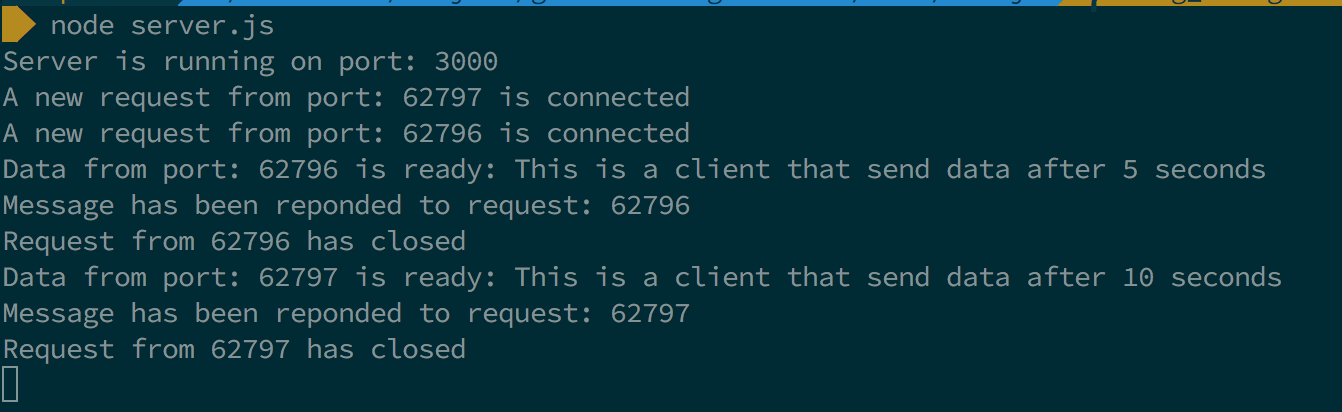 node server.js
Server is running on port: 3000
A new request from port: 62797 is connected
A new request from port: 62796 is connected
Data from port: 62796 is ready: This is a client that send data after 5 seconds
Message has been reponded to request: 62796
Request from 62796 has closed
Data from port: 62797 is ready: This is a client that send data after 10 seconds
Message has been reponded to request: 62797
Request from 62797 has closed